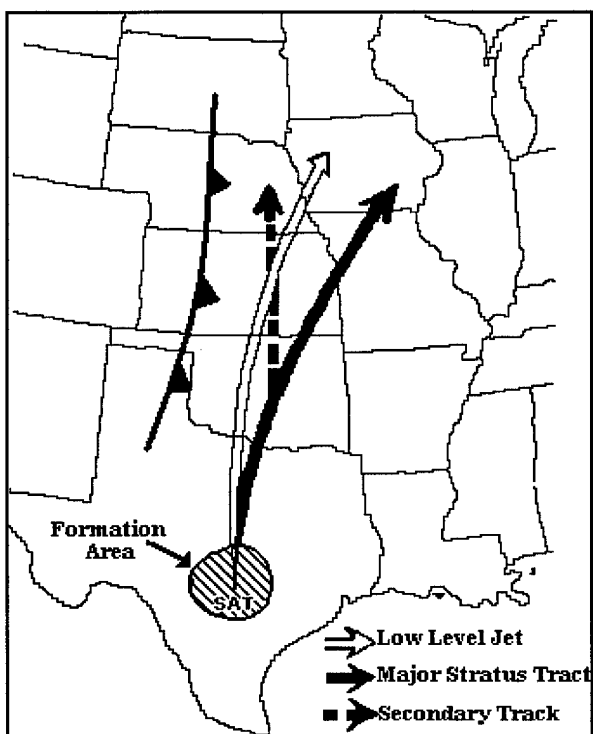 Formation
Area
SAT
Low Level Jet
Major Stratus Tract
Secondary Track